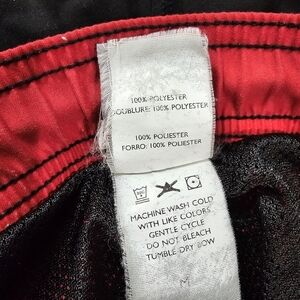 100% POLYESTER
DOUBLURE: 100% POLYESTER
100% POLIESTER
FORRO: 100% POLIESTER
MACHINE WASH COLD
WITH LIKE COLORS
GENTLE CYCLE
DO NOT BLEACH
TUMBLE DRY LOW
M